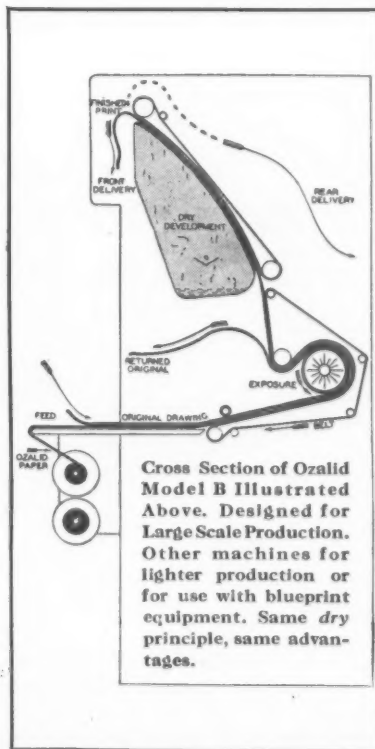 FINISHED
PRINT
FRONT
DELIVERY
REAR
DELIVERY
DRY
DEVELOPMENT
RETURNED
ORIGINAL
EXPOSURE
FEED
ORIGINAL DRAWING
BELT
OZALID
PAPER
Cross Section of Ozalid
Model B Illustrated
Above. Designed for
Large Scale Production.
Other machines for
lighter production or
for use with blueprint
equipment. Same dry
principle, same advan-
tages.